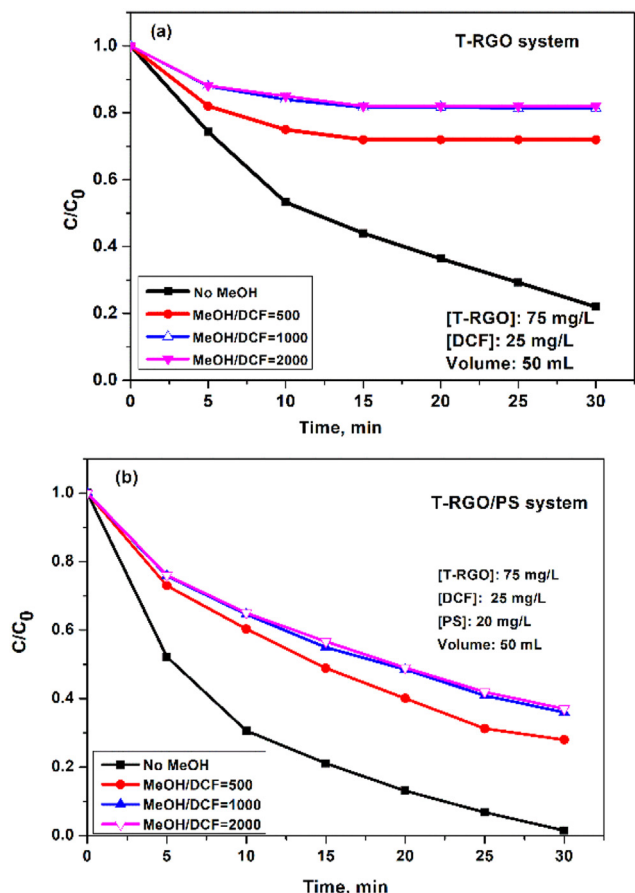 (a)
T-RGO system
1.0
0.8
0.6
0.4
0.2
0.0
C/C0
No MeOH
MeOH/DCF=500
MeOH/DCF=1000
MeOH/DCF=2000
[T-RGO]: 75 mg/L
[DCF]: 25 mg/L
Volume: 50 mL
0 5 10 15 20 25 30
Time, min
(b)
T-RGO/PS system
1.0
0.8
0.6
0.4
0.2
0.0
C/C0
[T-RGO]: 75 mg/L
[DCF]: 25 mg/L
[PS]: 20 mg/L
Volume: 50 mL
No MeOH
MeOH/DCF=500
MeOH/DCF=1000
MeOH/DCF=2000
0 5 10 15 20 25 30
Time, min